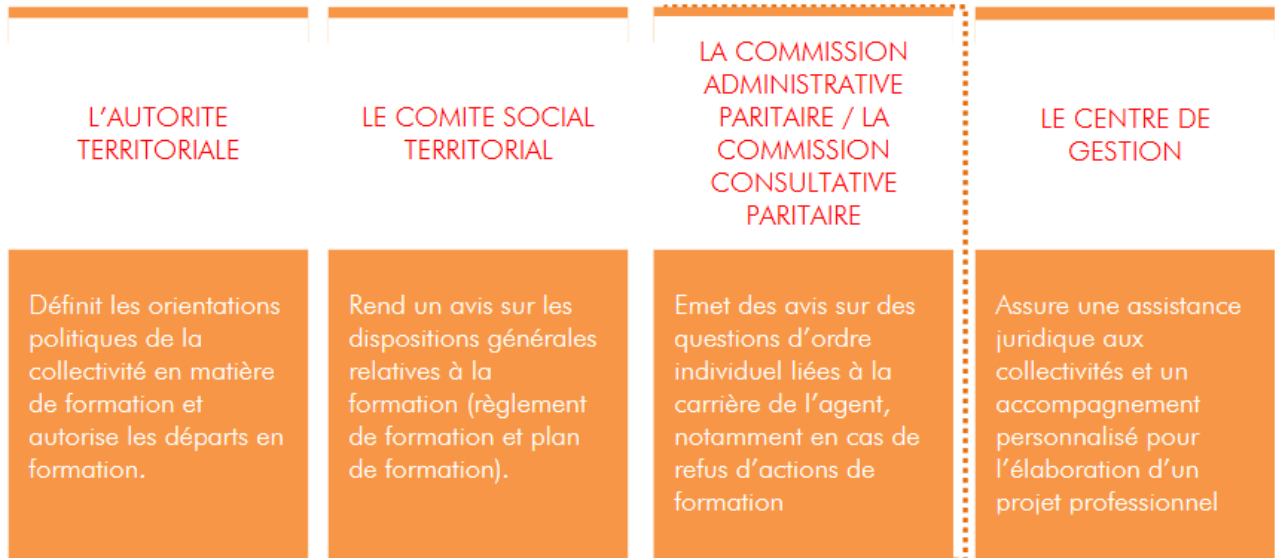 L'AUTORITE
TERRITORIALE
Définit les orientations
politiques de la
collectivité en matière
de formation et
autorise les départs en
formation.
LE COMITE SOCIAL
TERRITORIAL
Rend un avis sur les
dispositions générales
relatives à la
formation (règlement
de formation et plan
de formation).
LA COMMISSION
ADMINISTRATIVE
PARITAIRE / LA
COMMISSION
CONSULTATIVE
PARITAIRE
Emet des avis sur des
questions d'ordre
individuel liées à la
carrière de l'agent,
notamment en cas de
refus d'actions de
formation
LE CENTRE DE
GESTION
Assure une assistance
juridique aux
collectivités et un
accompagnement
personnalisé pour
l'élaboration d'un
projet professionnel